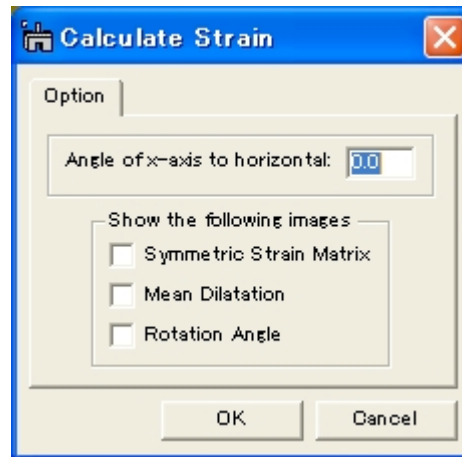 Calculate Strain
Option
Angle of x-axis to horizontal: 0.0
Show the following images
Symmetric Strain Matrix
Mean Dilatation
Rotation Angle
OK Cancel